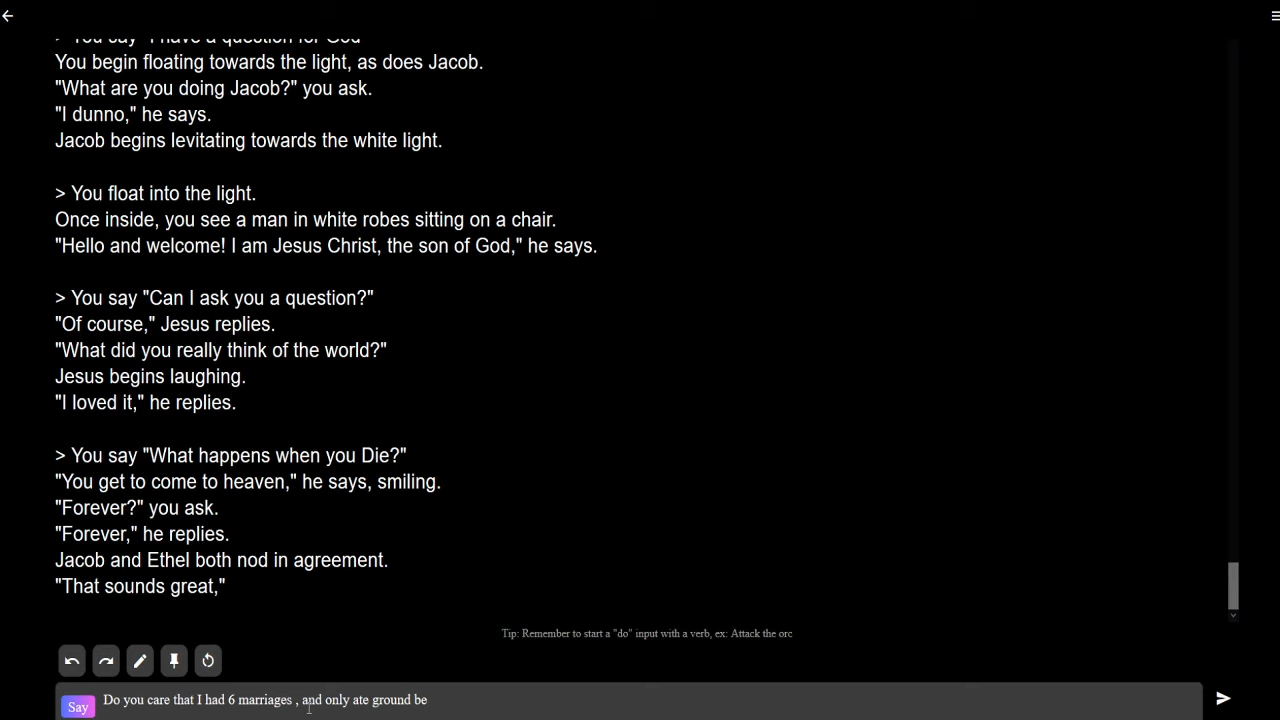 > You say "I have a question for God"
You begin floating towards the light, as does Jacob.
"What are you doing Jacob?" you ask.
"I dunno," he says.
Jacob begins levitating towards the white light.
> You float into the light.
Once inside, you see a man in white robes sitting on a chair.
"Hello and welcome! I am Jesus Christ, the son of God," he says.
> You say "Can I ask you a question?"
"Of course," Jesus replies.
"What did you really think of the world?"
Jesus begins laughing.
"I loved it," he replies.
> You say "What happens when you Die?"
"You get to come to heaven," he says, smiling.
"Forever?" you ask.
"Forever," he replies.
Jacob and Ethel both nod in agreement.
"That sounds great,"
Tip: Remember to start a "do" input with a verb, ex: Attack the orc
Say Do you care that I had 6 marriages , and only ate ground be